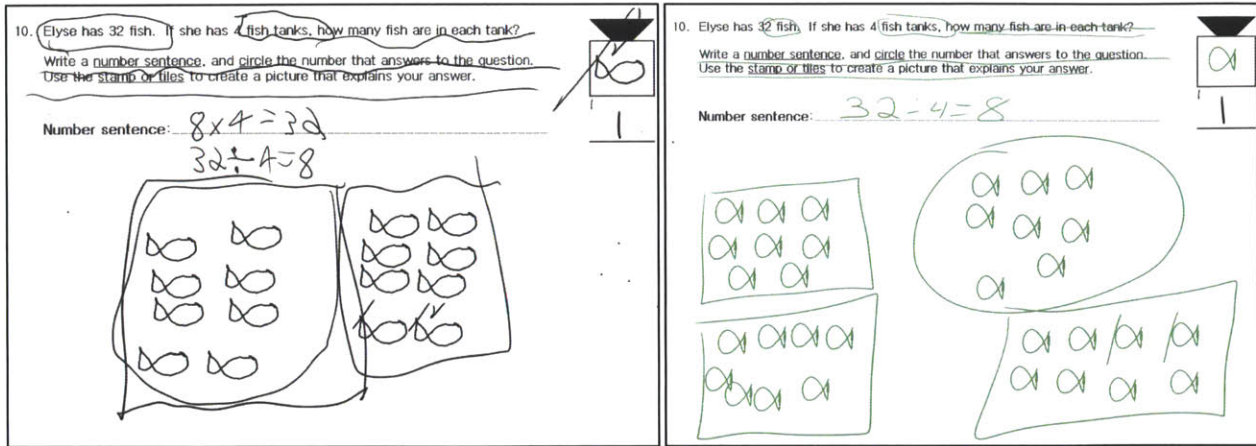 10. Elyse has 32 fish. If she has 4 fish tanks, how many fish are in each tank?
Write a number sentence, and circle the number that answers to the question.
Use the stamp or tiles to create a picture that explains your answer.
1
Number sentence: 8×4=32
32÷4=8
10. Elyse has 32 fish. If she has 4 fish tanks, how many fish are in each tank?
Write a number sentence, and circle the number that answers to the question.
Use the stamp or tiles to create a picture that explains your answer.
1
Number sentence: 32÷4=8